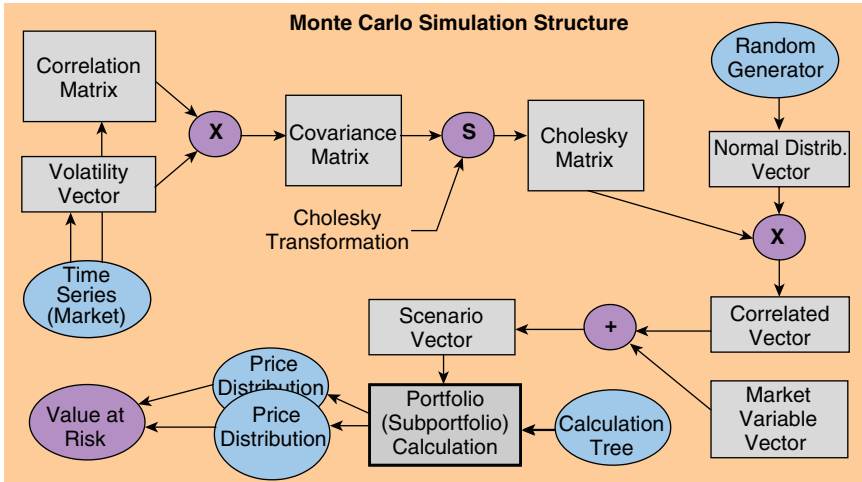 Monte Carlo Simulation Structure
Correlation
Matrix
X
Covariance
Matrix
S
Cholesky
Matrix
Random
Generator
Normal Distrib.
Vector
Volatility
Vector
Cholesky
Transformation
X
Time
Series
(Market)
Scenario
Vector
+
Correlated
Vector
Price
Distribution
Price
Distribution
Value at
Risk
Portfolio
(Subportfolio)
Calculation
Calculation
Tree
Market
Variable
Vector